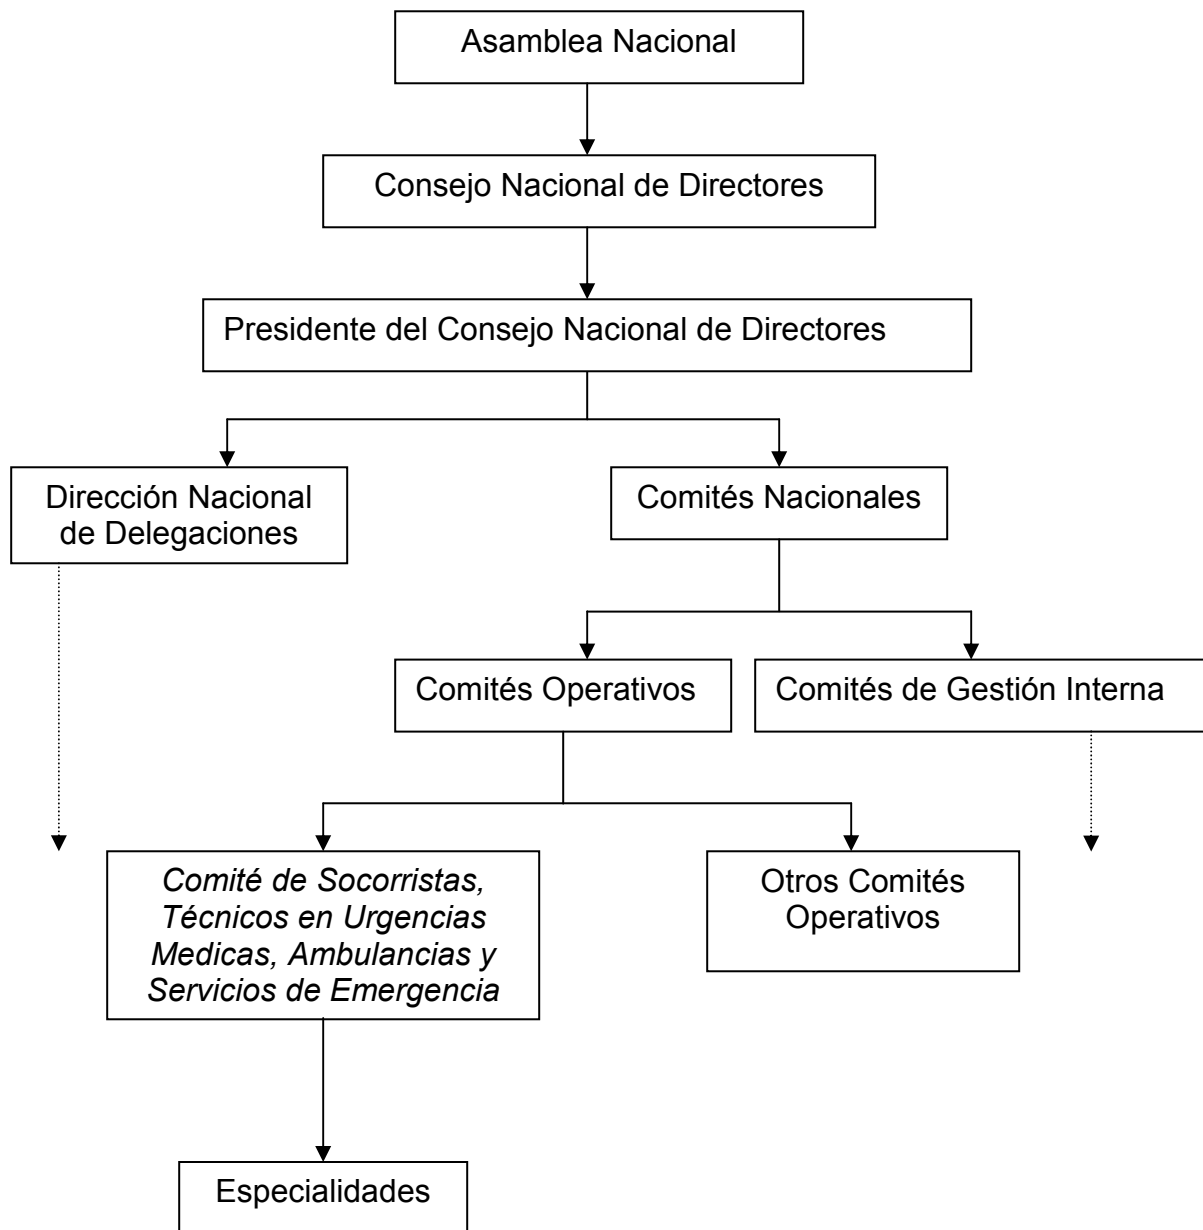 Asamblea Nacional
Consejo Nacional de Directores
Presidente del Consejo Nacional de Directores
Dirección Nacional
de Delegaciones
Comités Nacionales
Comités Operativos
Comités de Gestión Interna
Comité de Socorristas,
Técnicos en Urgencias
Medicas, Ambulancias y
Servicios de Emergencia
Otros Comités
Operativos
Especialidades